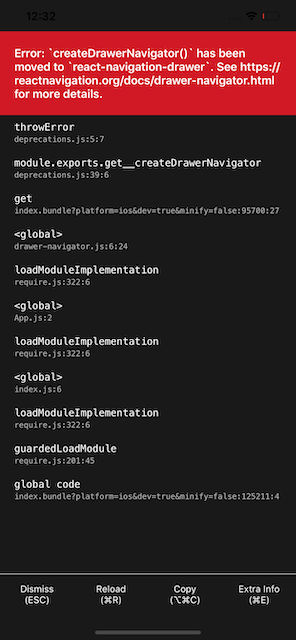 12:32
Error: `createDrawerNavigator()` has been
moved to `react-navigation-drawer`. See https://
reactnavigation.org/docs/drawer-navigator.html
for more details.
throwError
deprecations.js:5:7
module.exports.get__createDrawerNavigator
deprecations.js:39:6
get
index.bundle?platform=ios&dev=true&minify=false:95700:27
<global>
drawer-navigator.js:6:24
loadModuleImplementation
require.js:322:6
<global>
App.js:2
loadModuleImplementation
require.js:322:6
<global>
index.js:6
loadModuleImplementation
require.js:322:6
guardedLoadModule
require.js:201:45
global code
index.bundle?platform=ios&dev=true&minify=false:125211:4
Dismiss Reload Copy Extra Info
(ESC) (⌘R) (⌥⌘C) (⌘E)